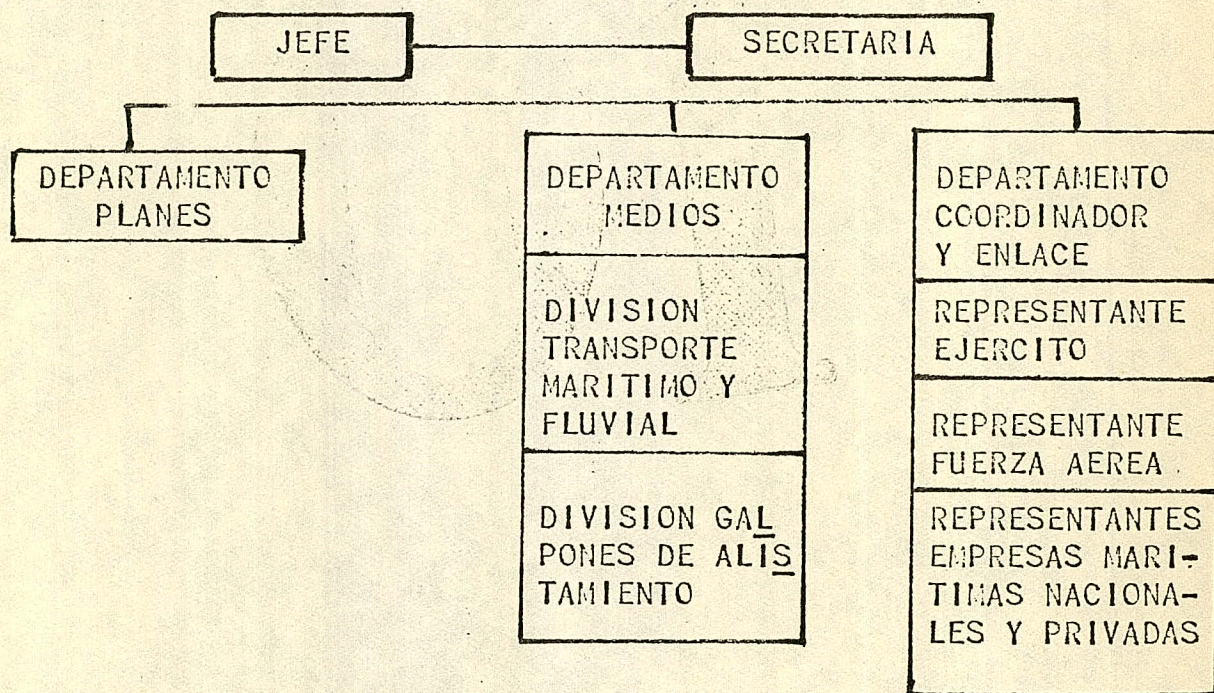 JEFE
SECRETARIA
DEPARTAMENTO
PLANES
DEPARTAMENTO
MEDIOS
DIVISION
TRANSPORTE
MARITIMO Y
FLUVIAL
DIVISION GAL
PONES DE ALIS
TAMIENTO
DEPARTAMENTO
COORDINADOR
Y ENLACE
REPRESENTANTE
EJERCITO
REPRESENTANTE
FUERZA AEREA
REPRESENTANTES
EMPRESAS MARI-
TIMAS NACIONA-
LES Y PRIVADAS